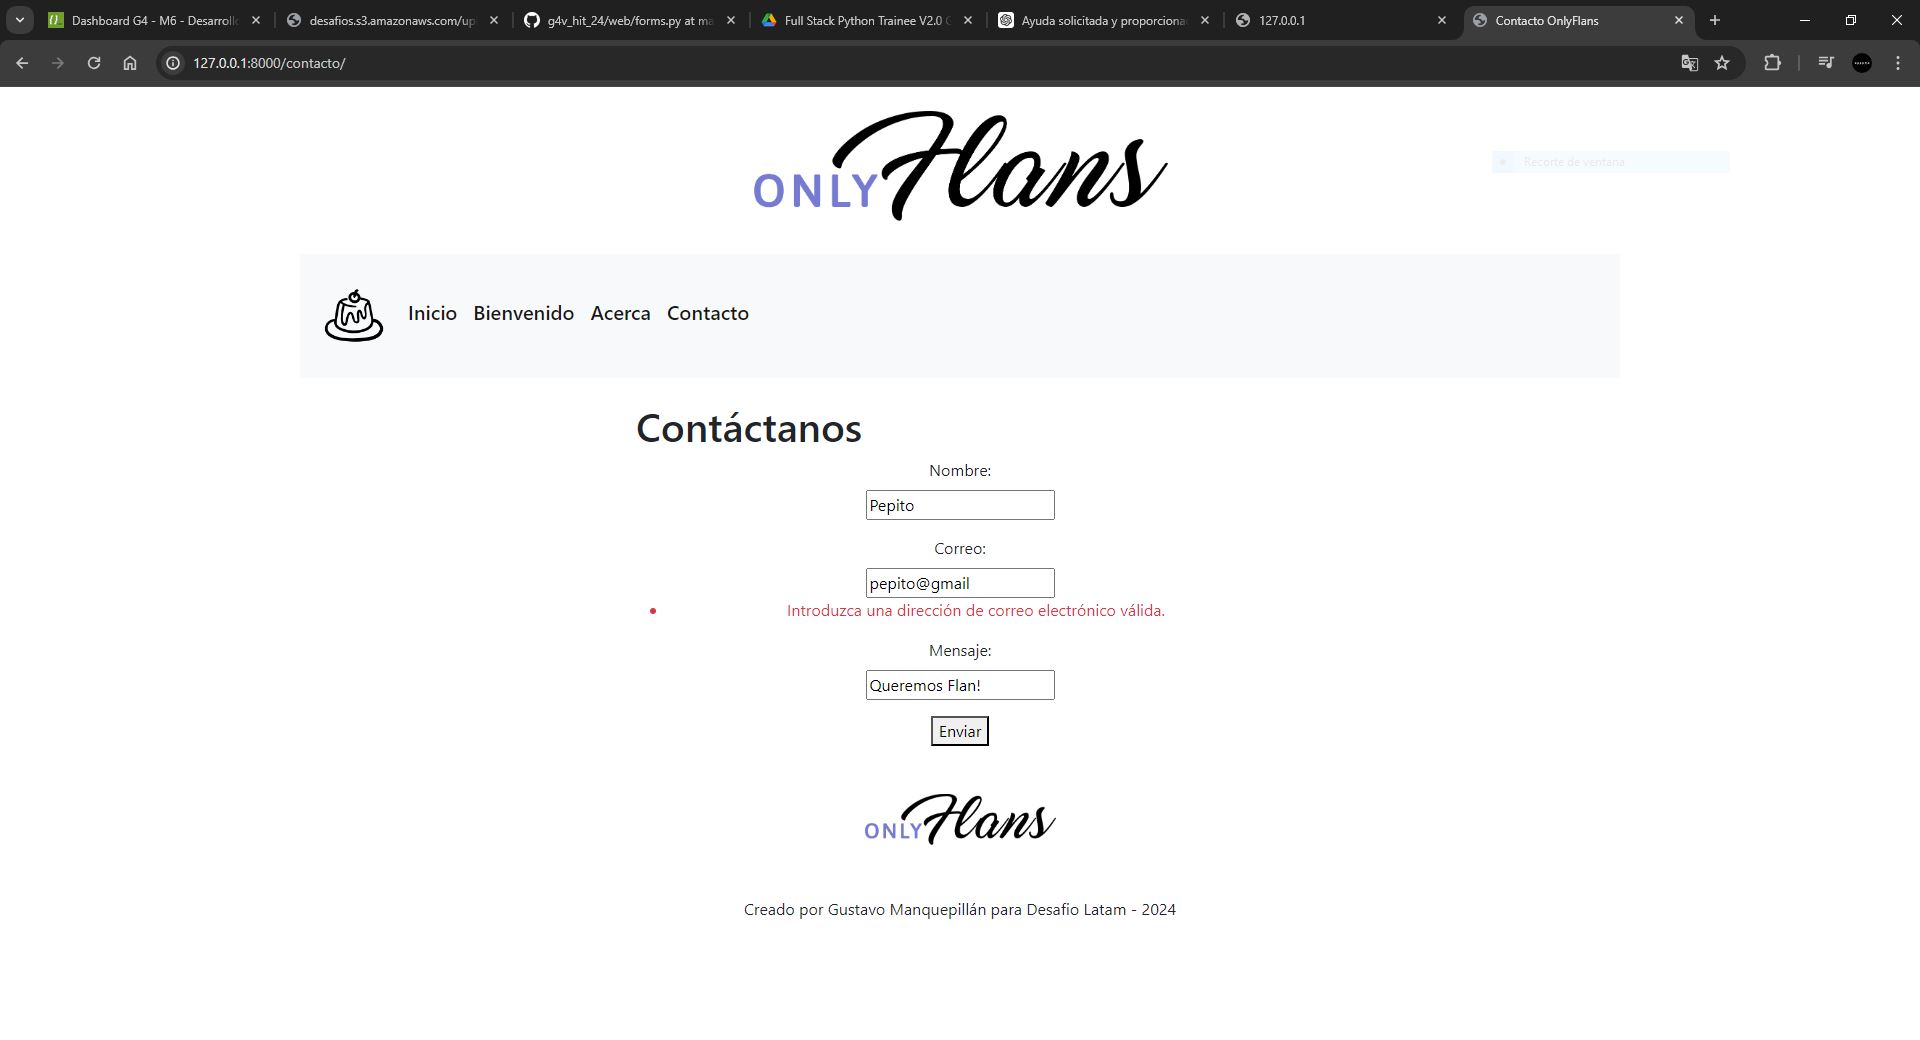 Dashboard G4 - M6 - Desarroll
desafios.s3.amazonaws.com/up
g4v_hit_24/web/forms.py at ma
Full Stack Python Trainee V2.0 G
Ayuda solicitada y proporciona
127.0.0.1
Contacto OnlyFlans
127.0.0.1:8000/contacto/
ONLY Flans
Recorte de ventana
Inicio Bienvenido Acerca Contacto
Contáctanos
Nombre:
Pepito
Correo:
pepito@gmail
Introduzca una dirección de correo electrónico válida.
Mensaje:
Queremos Flan!
Enviar
ONLY Flans
Creado por Gustavo Manquepillán para Desafio Latam - 2024